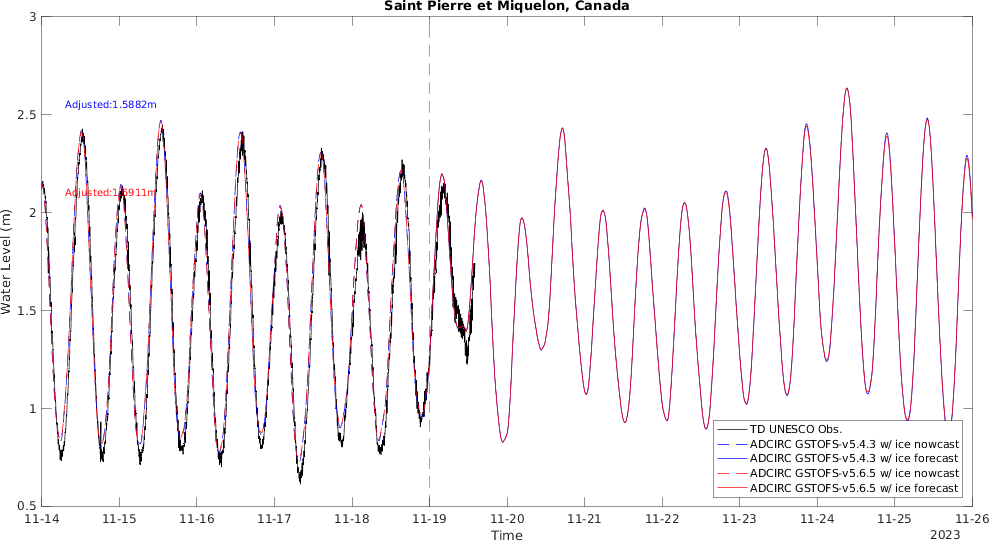 Saint Pierre et Miquelon, Canada
3
2.5
2
1.5
1
0.5
Water Level (m)
Adjusted:1.5882m
Adjusted:1.5911m
TD UNESCO Obs.
ADCIRC GSTOFS-v5.4.3 w/ ice nowcast
ADCIRC GSTOFS-v5.4.3 w/ ice forecast
ADCIRC GSTOFS-v5.6.5 w/ ice nowcast
ADCIRC GSTOFS-v5.6.5 w/ ice forecast
11-14 11-15 11-16 11-17 11-18 11-19 11-20 11-21 11-22 11-23 11-24 11-25 11-26
Time
2023